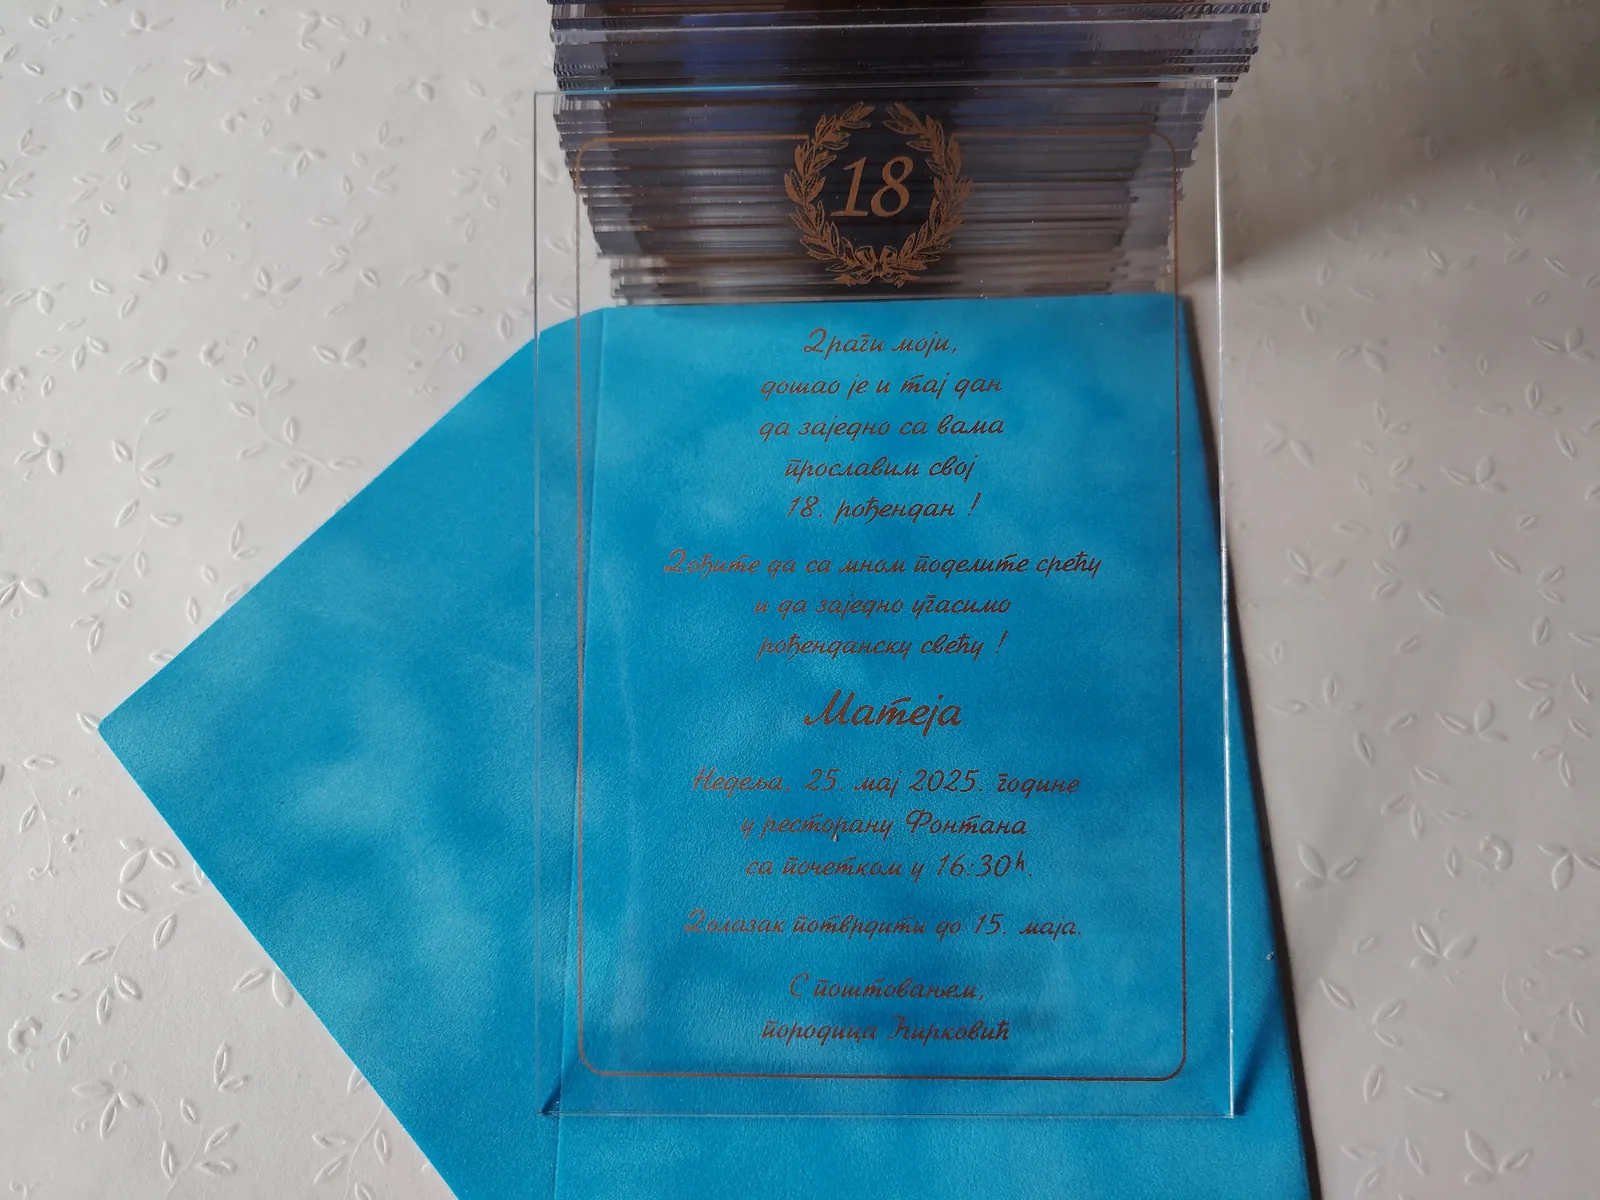 18
Драги моји,
дошао је и тај дан
да заједно са вама
прославим свој
18. рођендан !
Дођите да са мном поделите срећу
и да заједно угасимо
рођенданску свећу !
Матеја
Недеља, 25. мај 2025. године
у ресторану Фонтана
са почетком у 16:30h.
Долазак потврдити до 15. маја.
С поштовањем,
породица Ћирковић